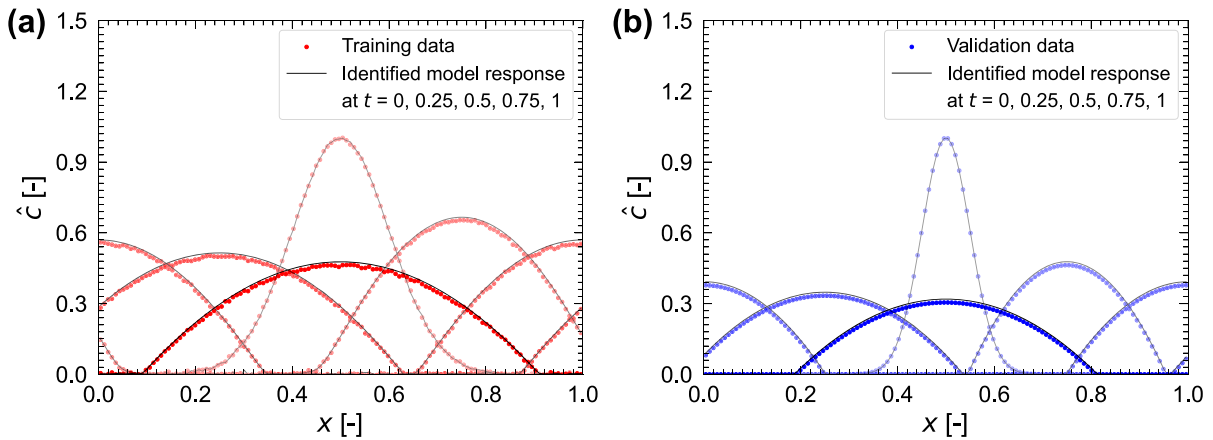 (a)
1.5
1.2
0.9
0.6
0.3
0.0
ĉ [-]
Training data
Identified model response
at t = 0, 0.25, 0.5, 0.75, 1
0.0 0.2 0.4 0.6 0.8 1.0
x [-]
(b)
1.5
1.2
0.9
0.6
0.3
0.0
ĉ [-]
Validation data
Identified model response
at t = 0, 0.25, 0.5, 0.75, 1
0.0 0.2 0.4 0.6 0.8 1.0
x [-]